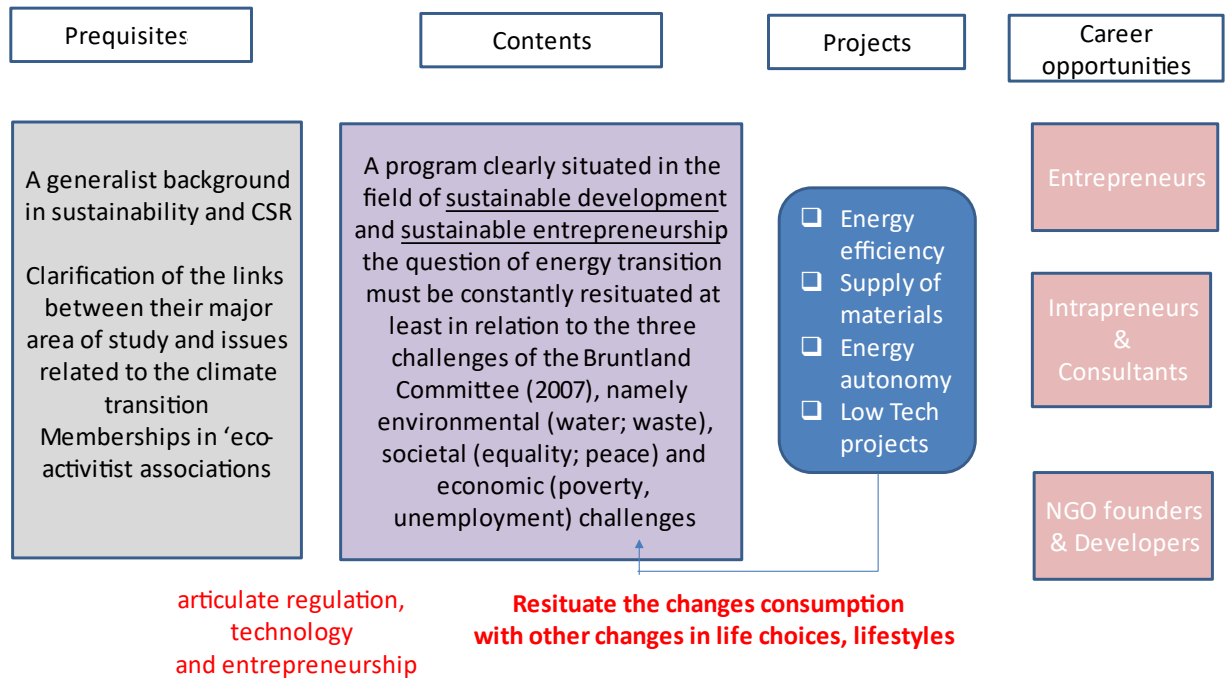 Prequisites
Contents
Projects
Career
opportunities
A generalist background
in sustainability and CSR
Clarification of the links
between their major
area of study and issues
related to the climate
transition
Memberships in ‘eco-
activitist associations
A program clearly situated in the
field of sustainable development
and sustainable entrepreneurship
the question of energy transition
must be constantly resituated at
least in relation to the three
challenges of the Bruntland
Committee (2007), namely
environmental (water; waste),
societal (equality; peace) and
economic (poverty,
unemployment) challenges
❑ Energy
efficiency
❑ Supply of
materials
❑ Energy
autonomy
❑ Low Tech
projects
Entrepreneurs
Intrapreneurs
&
Consultants
NGO founders
& Developers
articulate regulation,
technology
and entrepreneurship
Resituate the changes consumption
with other changes in life choices, lifestyles